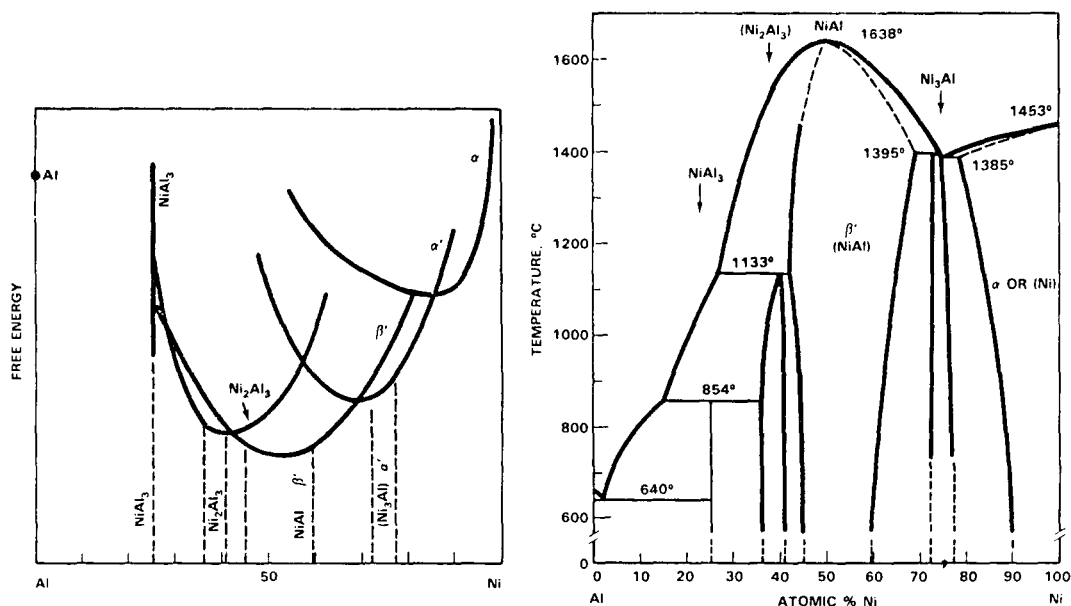 FREE ENERGY
Al
NiAl₃
Ni₂Al₃
α
α′
β′
NiAl₃
Ni₂Al₃
NiAl β′
(Ni₃Al) α′
Al
50
Ni
TEMPERATURE, °C
1600
1400
1200
1000
800
600
0
(Ni₂Al₃)
NiAl
1638°
Ni₃Al
1453°
1395°
1385°
NiAl₃
1133°
β′
(NiAl)
α OR (Ni)
854°
640°
0 10 20 30 40 50 60 70 80 90 100
Al
ATOMIC % Ni
Ni